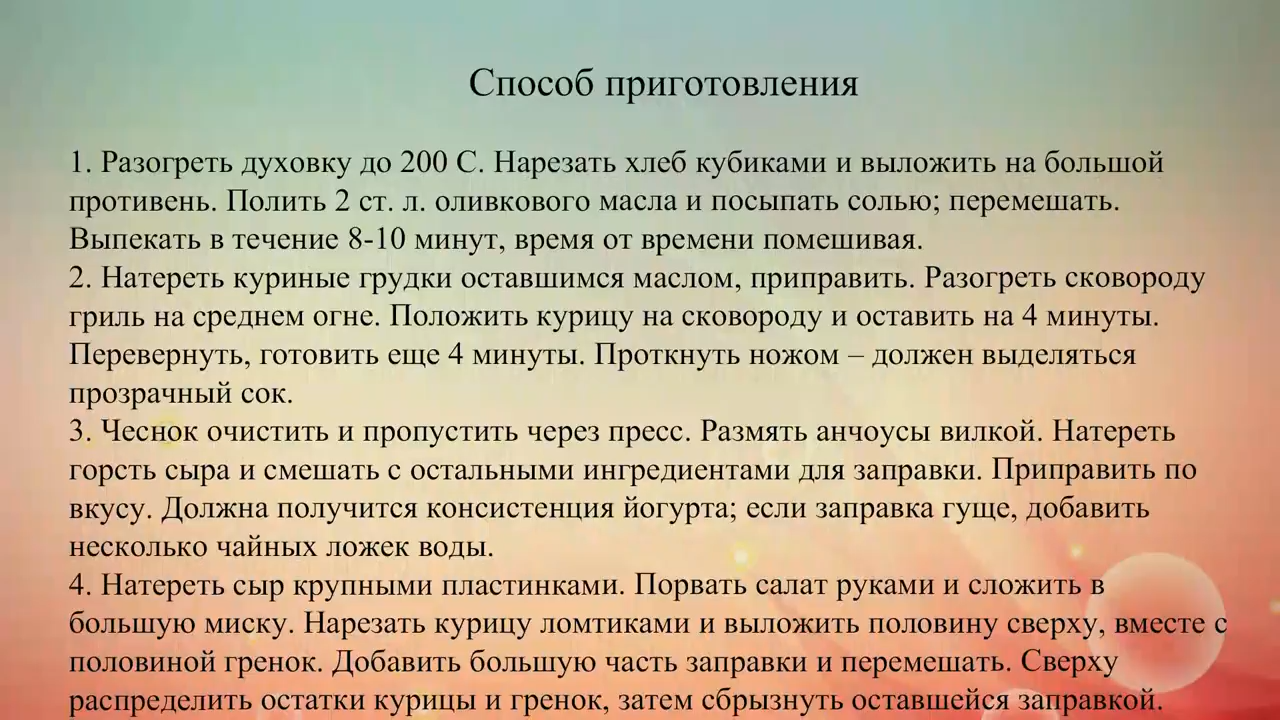 Способ приготовления
1. Разогреть духовку до 200 С. Нарезать хлеб кубиками и выложить на большой
противень. Полить 2 ст. л. оливкового масла и посыпать солью; перемешать.
Выпекать в течение 8-10 минут, время от времени помешивая.
2. Натереть куриные грудки оставшимся маслом, приправить. Разогреть сковороду
гриль на среднем огне. Положить курицу на сковороду и оставить на 4 минуты.
Перевернуть, готовить еще 4 минуты. Проткнуть ножом – должен выделяться
прозрачный сок.
3. Чеснок очистить и пропустить через пресс. Размять анчоусы вилкой. Натереть
горсть сыра и смешать с остальными ингредиентами для заправки. Приправить по
вкусу. Должна получится консистенция йогурта; если заправка гуще, добавить
несколько чайных ложек воды.
4. Натереть сыр крупными пластинками. Порвать салат руками и сложить в
большую миску. Нарезать курицу ломтиками и выложить половину сверху, вместе с
половиной гренок. Добавить большую часть заправки и перемешать. Сверху
распределить остатки курицы и гренок, затем сбрызнуть оставшейся заправкой.